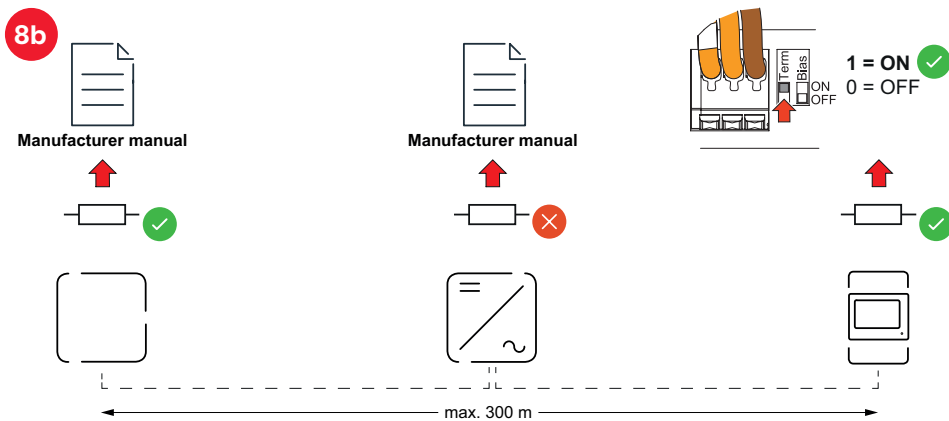 8b
Manufacturer manual
Manufacturer manual
Term
Bias
ON
OFF
1 = ON
0 = OFF
max. 300 m